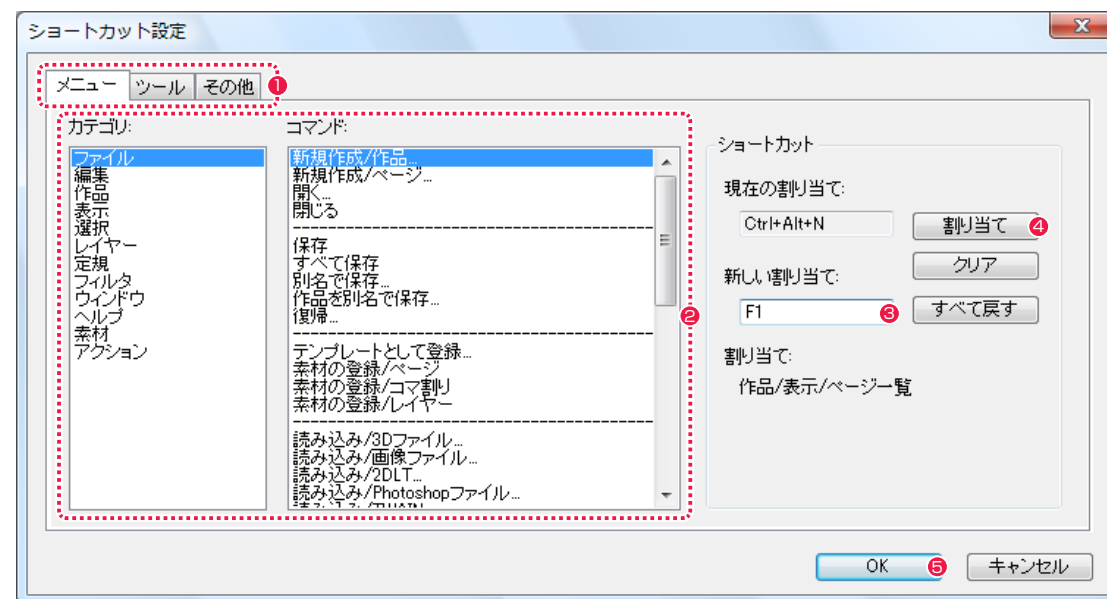 ショートカット設定
メニュー ツール その他 1
カテゴリ:
ファイル
編集
作品
表示
選択
レイヤー
定規
フィルタ
ウィンドウ
ヘルプ
素材
アクション
コマンド:
新規作成/作品...
新規作成/ページ...
開く...
閉じる
保存
すべて保存
別名で保存...
作品を別名で保存...
復帰...
テンプレートとして登録...
素材の登録/ページ
素材の登録/コマ割り
素材の登録/レイヤー
読み込み/3Dファイル...
読み込み/画像ファイル...
読み込み/2DLT...
読み込み/Photoshopファイル...
2
ショートカット
現在の割り当て:
Ctrl+Alt+N
割り当て 4
クリア
新しい割り当て:
F1 3
すべて戻す
割り当て:
作品/表示/ページ一覧
OK 5
キャンセル